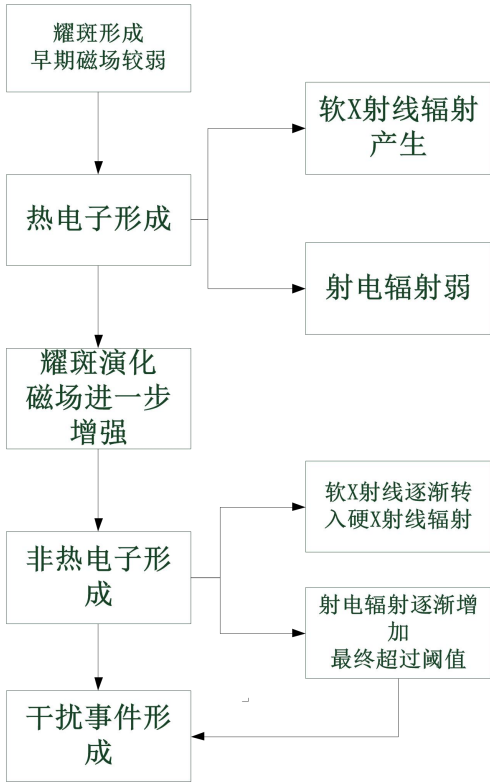 耀斑形成
早期磁场较弱
软X射线辐射
产生
热电子形成
射电辐射弱
耀斑演化
磁场进一步
增强
软X射线逐渐转
入硬X射线辐射
非热电子形
成
射电辐射逐渐增
加
最终超过阈值
干扰事件形
成